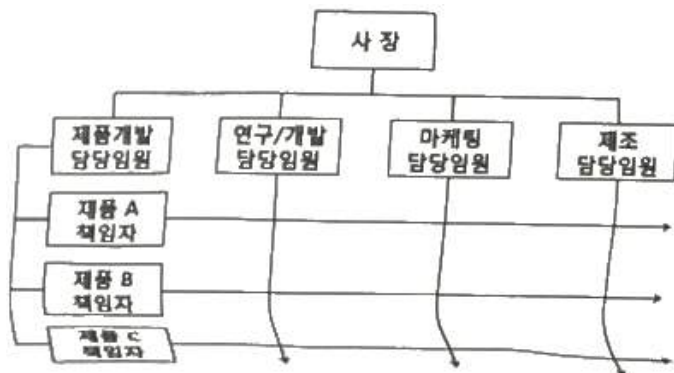 사 장
제품개발
담당임원
연구/개발
담당임원
마케팅
담당임원
제조
담당임원
제품 A
책임자
제품 B
책임자
제품 C
책임자